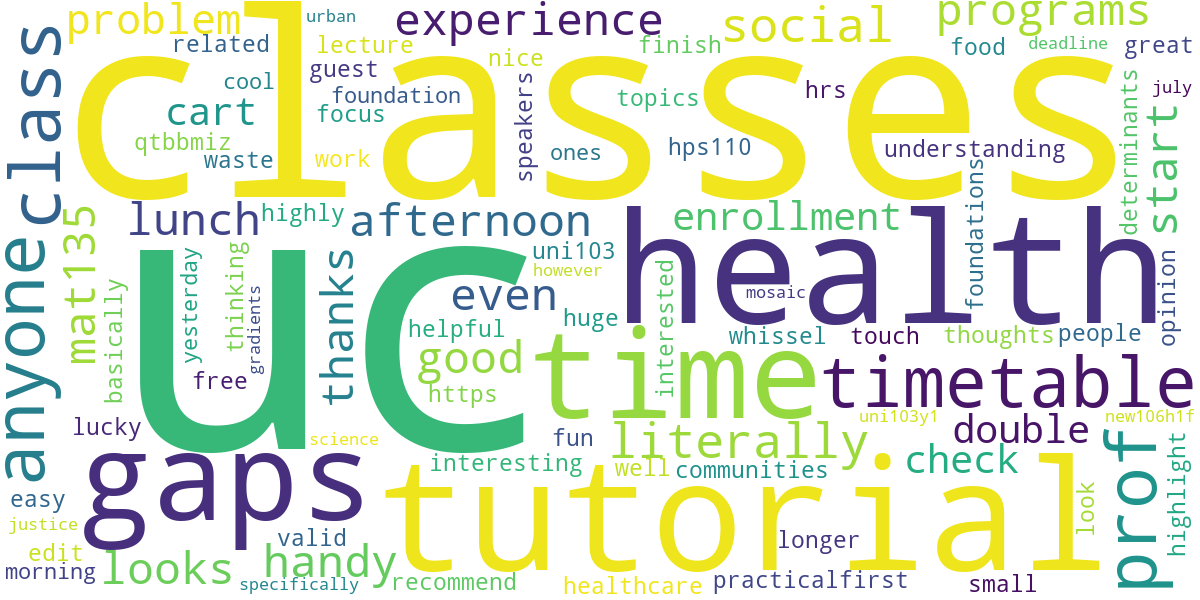 problem
urban
experience
social
programs
related
lecture
nice
finish
food
deadline
great
classes
class
cool
guest
foundation
speakers
topics
hrs
determinants
july
cart
focus
qtbbmiz
waste
work
ones
hps110
understanding
start
anyone
mat135
lunch
highly
afternoon
enrollment
health
foundations
uc
uni103
however
basically
yesterday
thinking
gradients
thanks
even
helpful
huge
interested
mosaic
opinion
whissel
touch
thoughts
people
good
time
free
https
timetable
lucky
science
fun
literally
uni103y1
new106h1f
double
gaps
interesting
well
communities
check
prof
highlight
easy
tutorial
look
justice
valid
longer
edit
morning
looks
handy
specifically
recommend
healthcare
practicalfirst
small